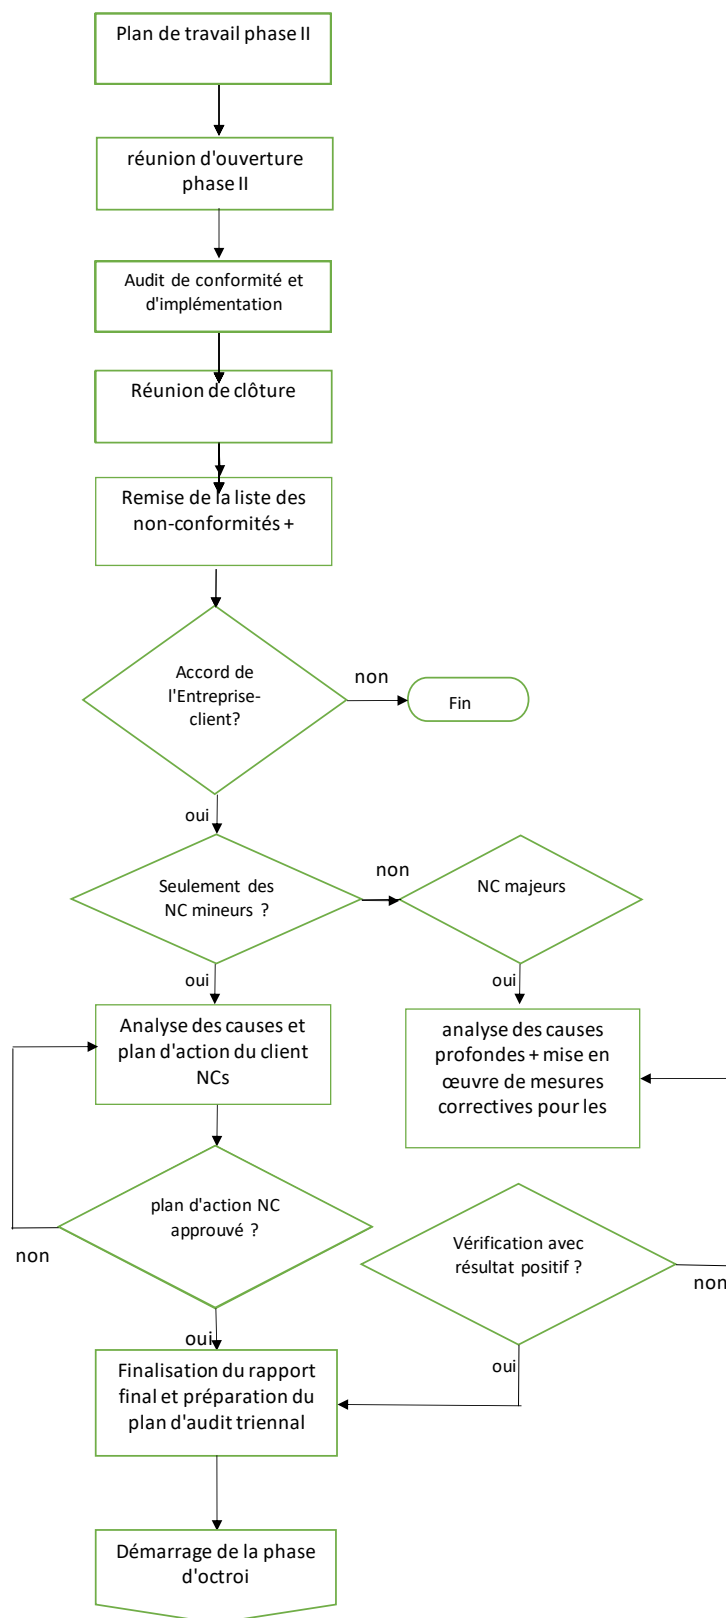 Plan de travail phase II
réunion d'ouverture
phase II
Audit de conformité et
d'implémentation
Réunion de clôture
Remise de la liste des
non-conformités +
Accord de
l'Entreprise-
client?
non
Fin
oui
Seulement des
NC mineurs ?
non
NC majeurs
oui
oui
Analyse des causes et
plan d'action du client
NCs
analyse des causes
profondes + mise en
œuvre de mesures
correctives pour les
plan d'action NC
approuvé ?
non
Vérification avec
résultat positif ?
non
oui
oui
Finalisation du rapport
final et préparation du
plan d'audit triennal
Démarrage de la phase
d'octroi